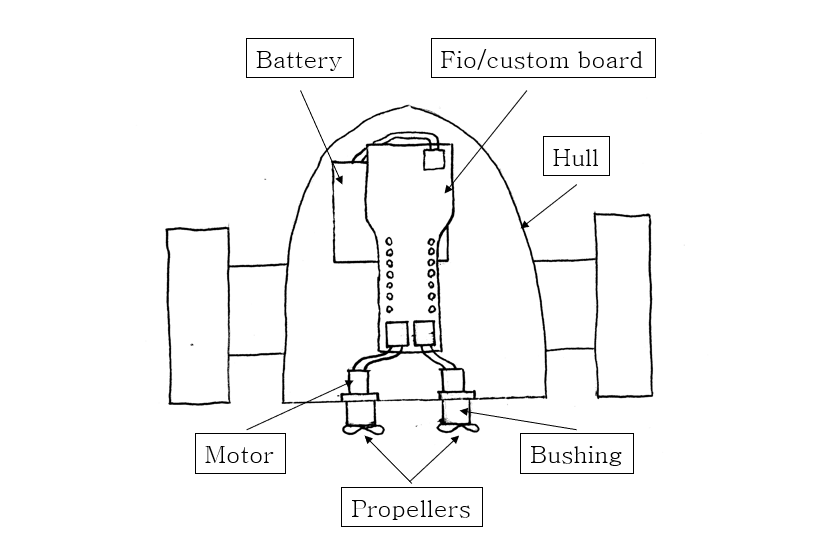 Battery
Fio/custom board
Hull
Motor
Bushing
Propellers